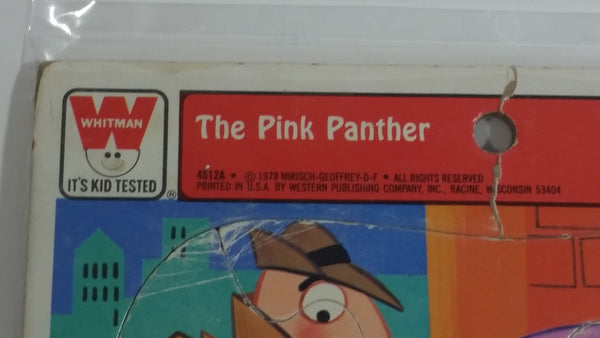 WHITMAN
IT'S KID TESTED ®
The Pink Panther
4512A • © 1978 MIRISCH-GEOFFREY-D-F • ALL RIGHTS RESERVED
PRINTED IN U.S.A. BY WESTERN PUBLISHING COMPANY, INC., RACINE, WISCONSIN 53404